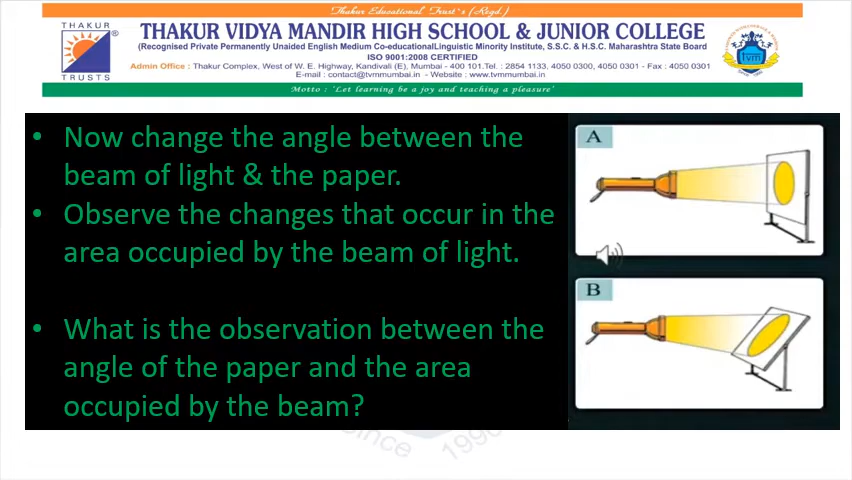 Thakur Educational Trust's (Regd.)
THAKUR
TRUSTS
THAKUR VIDYA MANDIR HIGH SCHOOL & JUNIOR COLLEGE
(Recognised Private Permanently Unaided English Medium Co-educationalLinguistic Minority Institute, S.S.C. & H.S.C. Maharashtra State Board
ISO 9001:2008 CERTIFIED
Admin Office : Thakur Complex, West of W. E. Highway, Kandivali (E), Mumbai - 400 101.Tel. : 2854 1133, 4050 0300, 4050 0301 - Fax : 4050 0301
E-mail : contact@tvmmumbai.in - Website : www.tvmmumbai.in
tvm
Motto : 'Let learning be a joy and teaching a pleasure'
• Now change the angle between the
beam of light & the paper.
• Observe the changes that occur in the
area occupied by the beam of light.
• What is the observation between the
angle of the paper and the area
occupied by the beam?
A
B
Since 1990